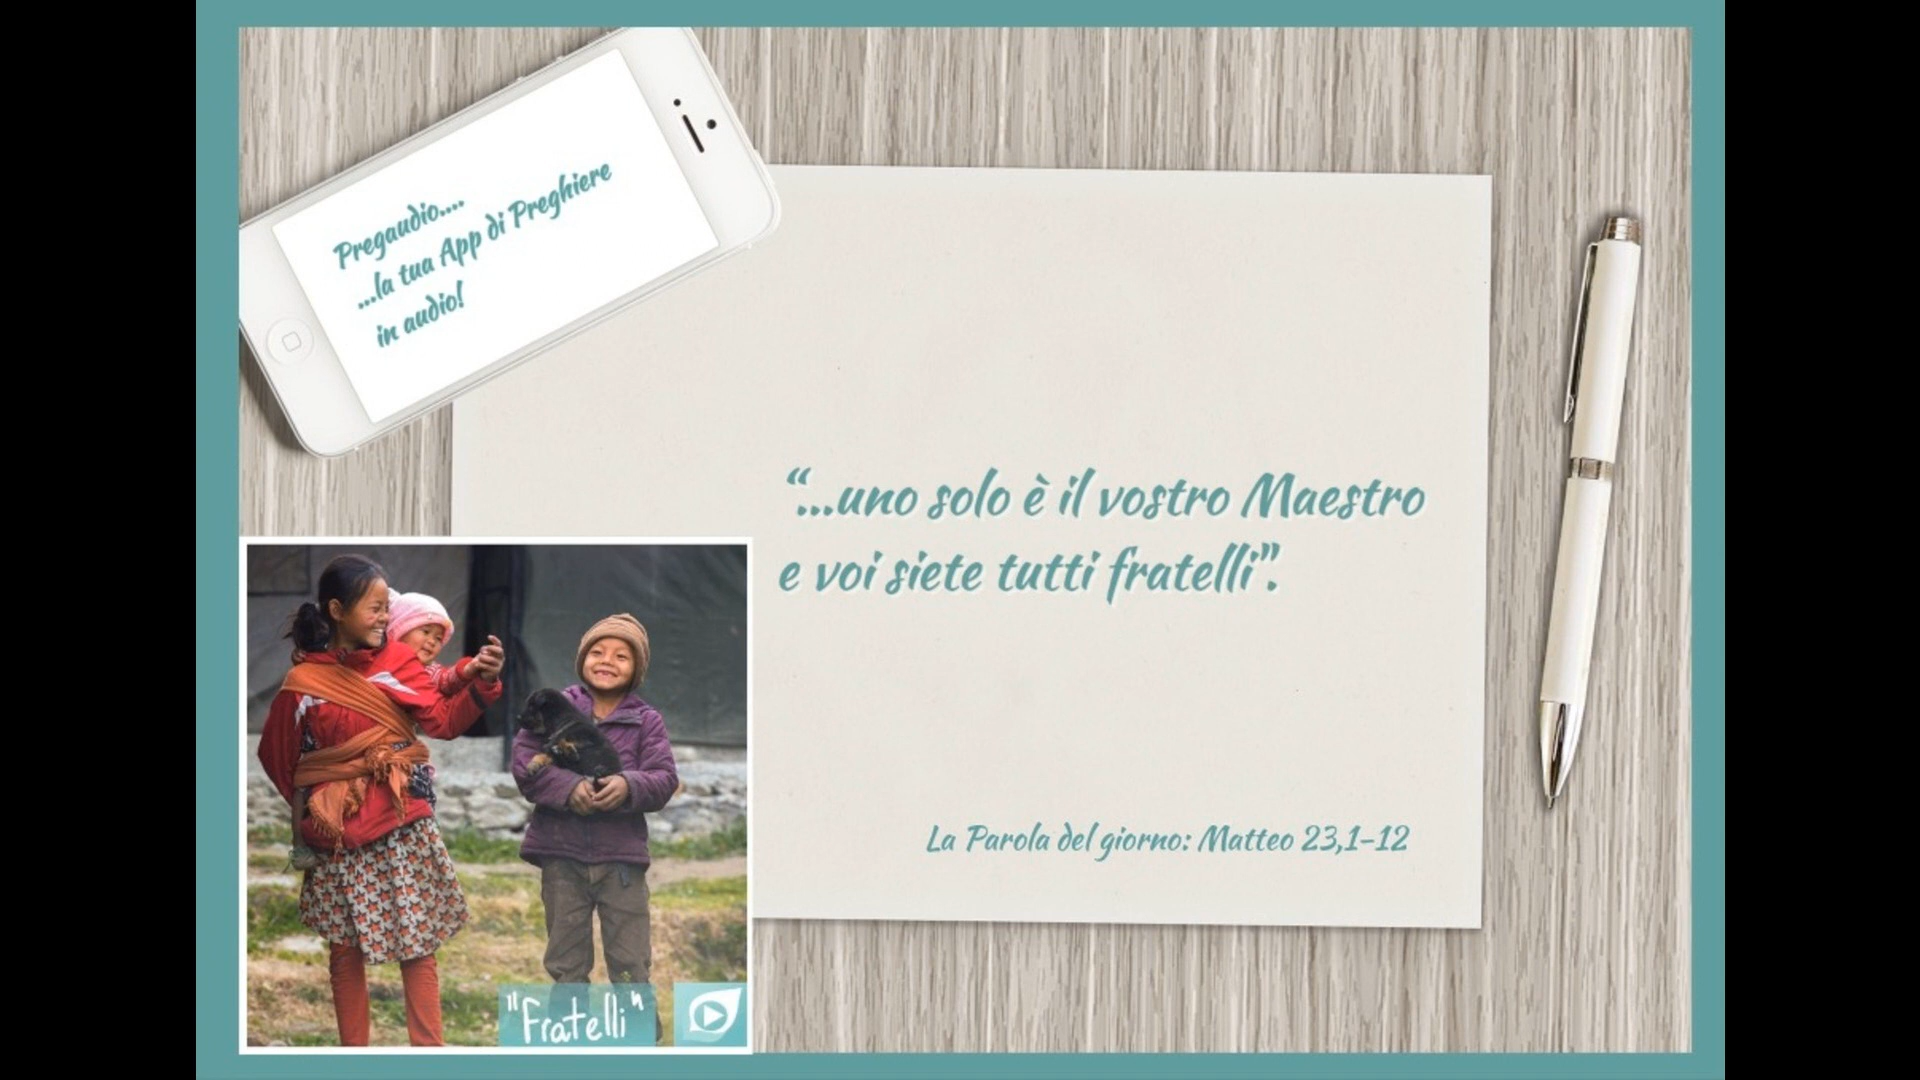 Pregaudio....
...la tua App di Preghiere
in audio!
“...uno solo è il vostro Maestro
e voi siete tutti fratelli”.
La Parola del giorno: Matteo 23,1-12
"Fratelli"